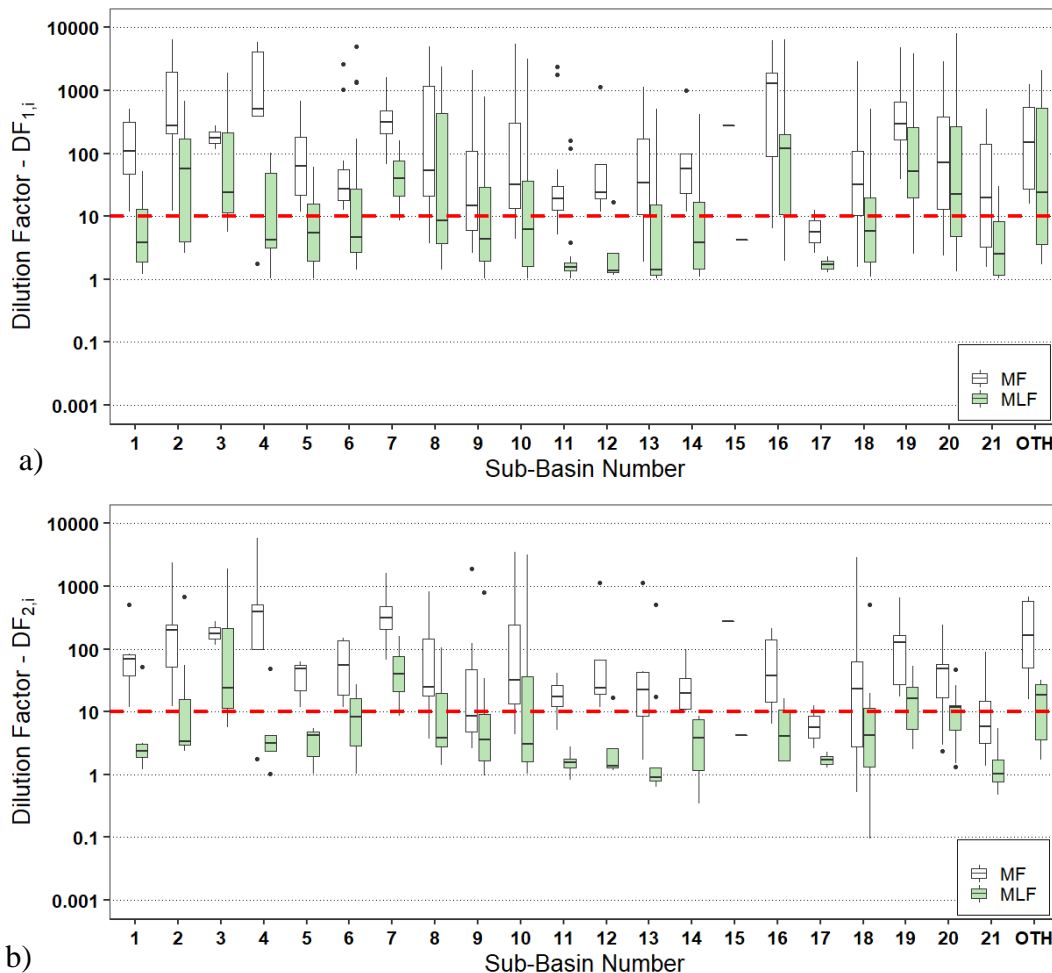 Dilution Factor - DF1,i
10000
1000
100
10
1
0.1
0.001
MF
MLF
1 2 3 4 5 6 7 8 9 10 11 12 13 14 15 16 17 18 19 20 21 OTH
Sub-Basin Number
a)
Dilution Factor - DF2,i
10000
1000
100
10
1
0.1
0.001
MF
MLF
1 2 3 4 5 6 7 8 9 10 11 12 13 14 15 16 17 18 19 20 21 OTH
Sub-Basin Number
b)